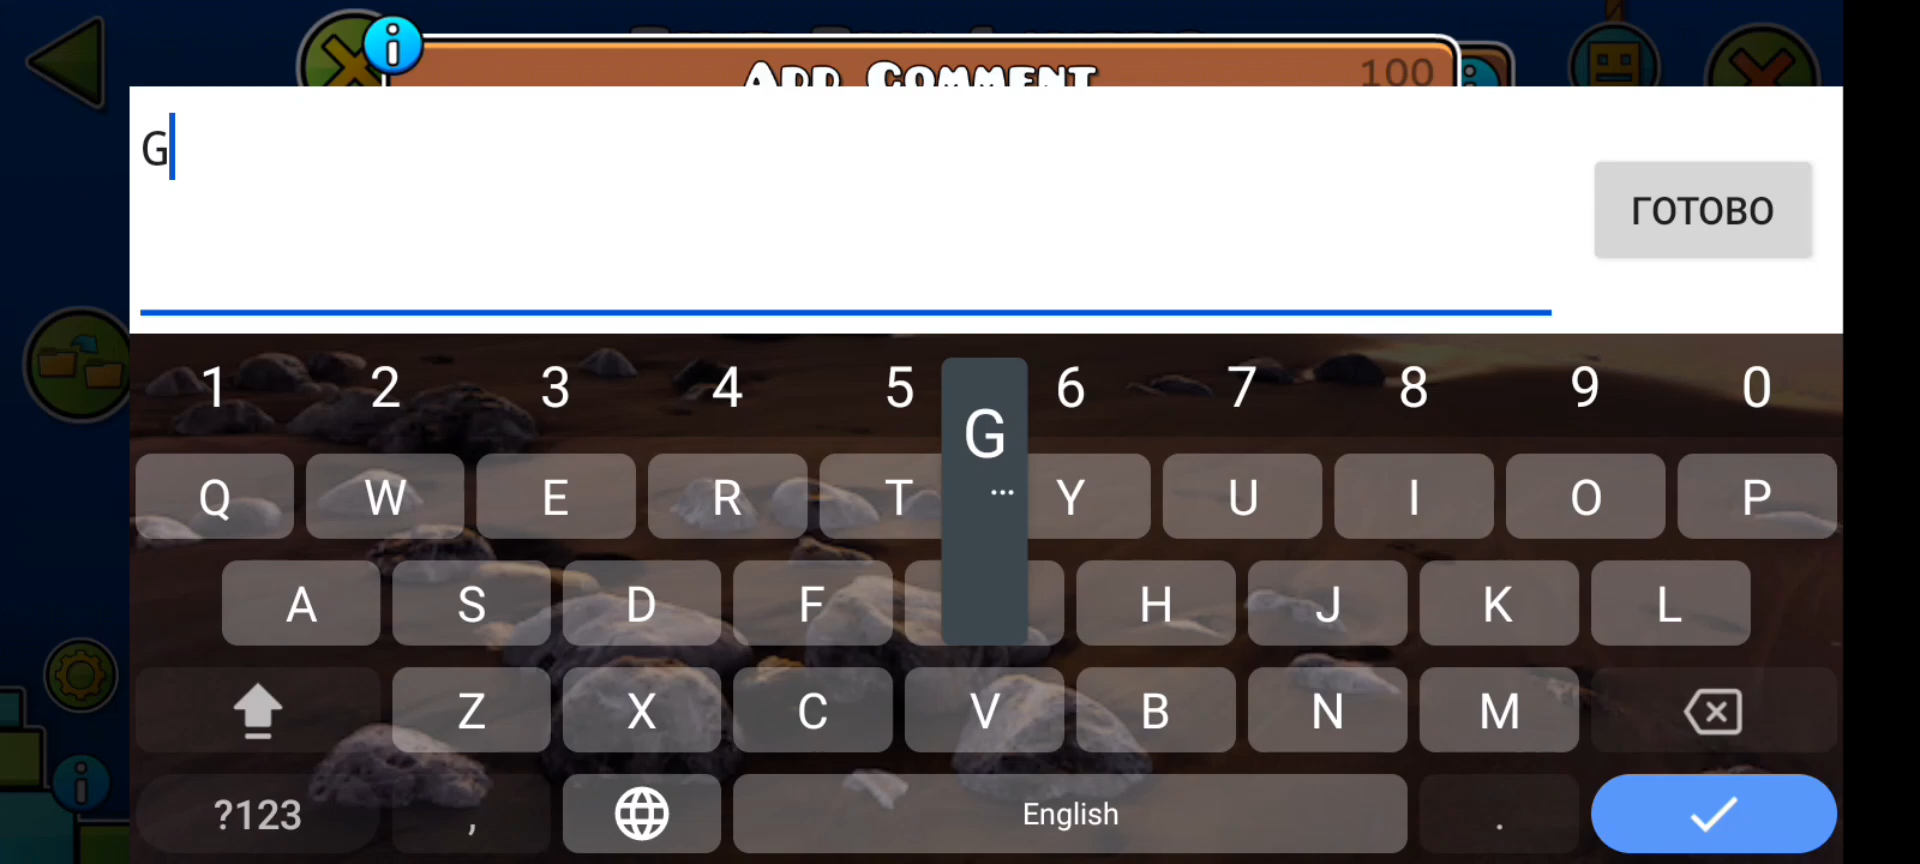 ADD COMMENT
100
G
ГОТОВО
1 2 3 4 5 6 7 8 9 0
G
...
Q W E R T Y U I O P
A S D F H J K L
Z X C V B N M
?123 , English .